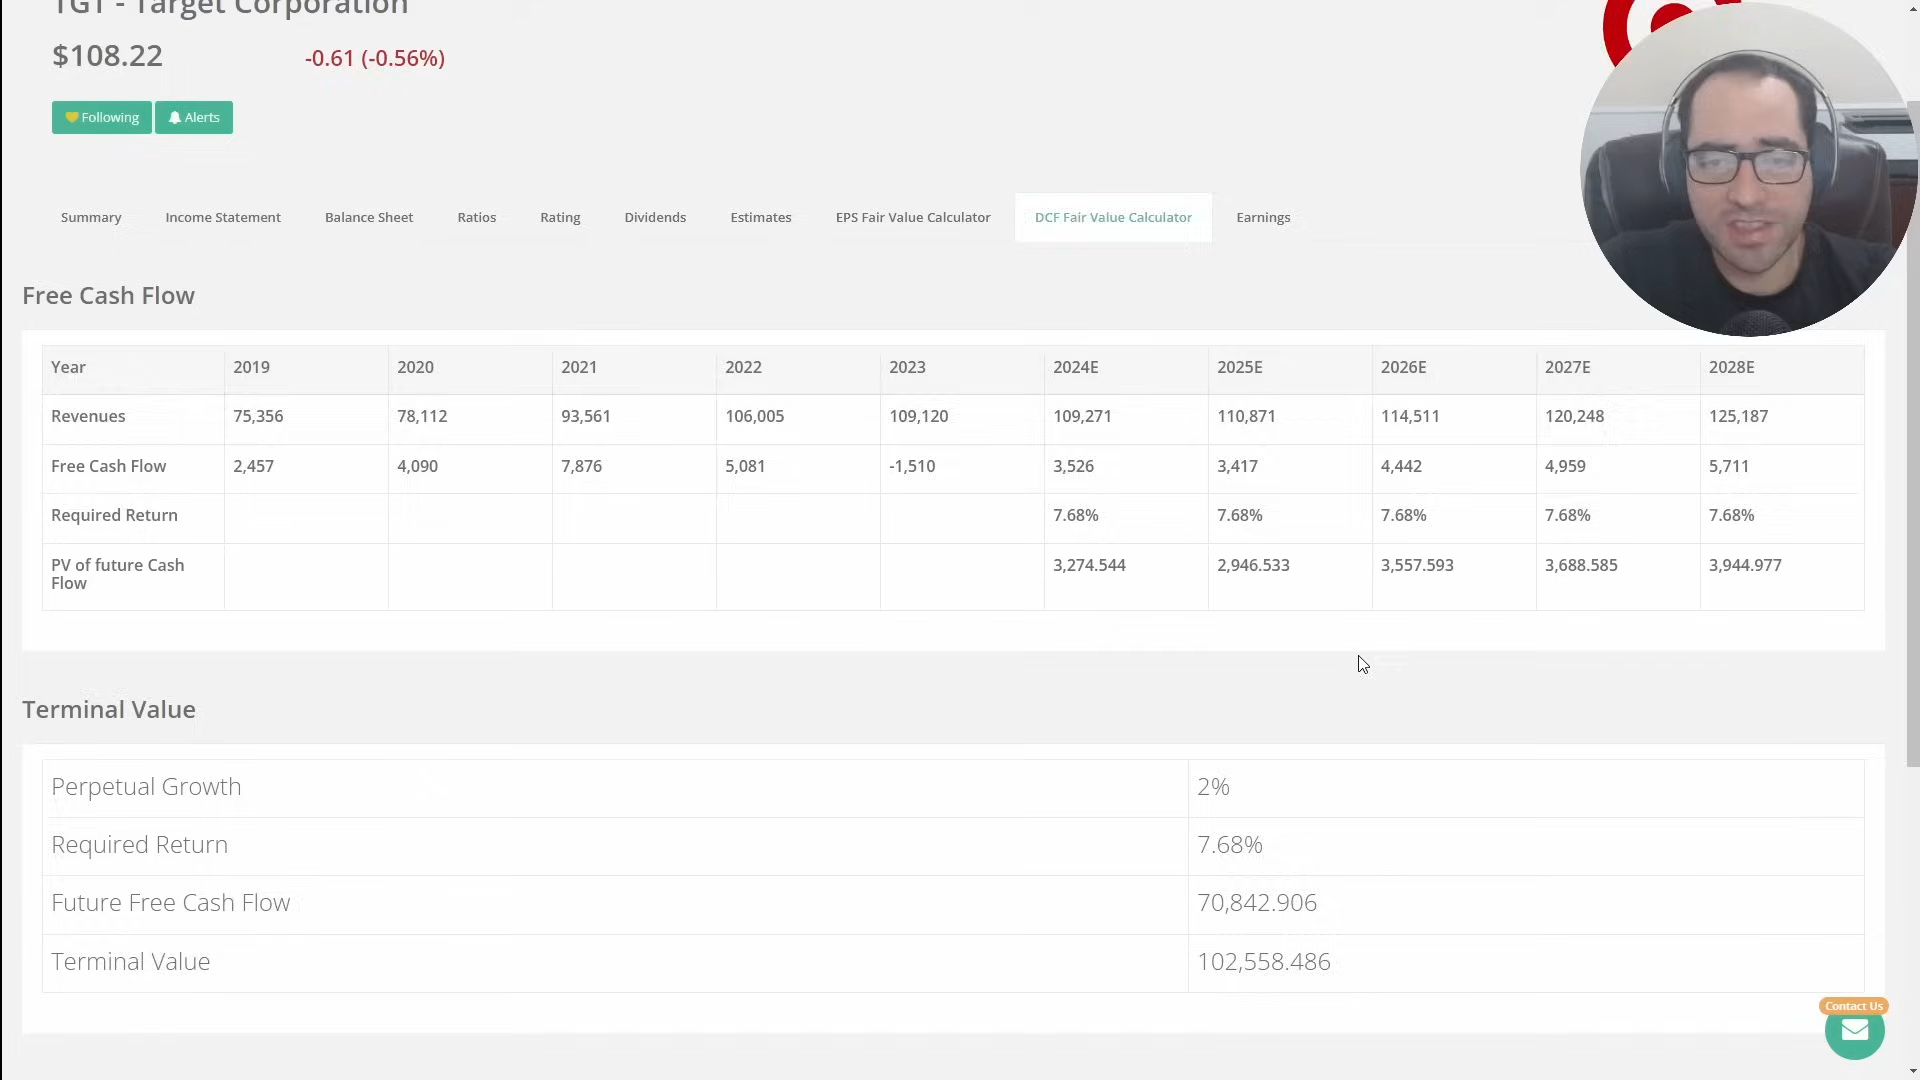 TGT - Target Corporation
$108.22 -0.61 (-0.56%)
Following Alerts
Summary Income Statement Balance Sheet Ratios Rating Dividends Estimates EPS Fair Value Calculator DCF Fair Value Calculator Earnings
Free Cash Flow
Year 2019 2020 2021 2022 2023 2024E 2025E 2026E 2027E 2028E
Revenues 75,356 78,112 93,561 106,005 109,120 109,271 110,871 114,511 120,248 125,187
Free Cash Flow 2,457 4,090 7,876 5,081 -1,510 3,526 3,417 4,442 4,959 5,711
Required Return 7.68% 7.68% 7.68% 7.68% 7.68%
PV of future Cash 3,274.544 2,946.533 3,557.593 3,688.585 3,944.977
Flow
Terminal Value
Perpetual Growth 2%
Required Return 7.68%
Future Free Cash Flow 70,842.906
Terminal Value 102,558.486
Contact Us